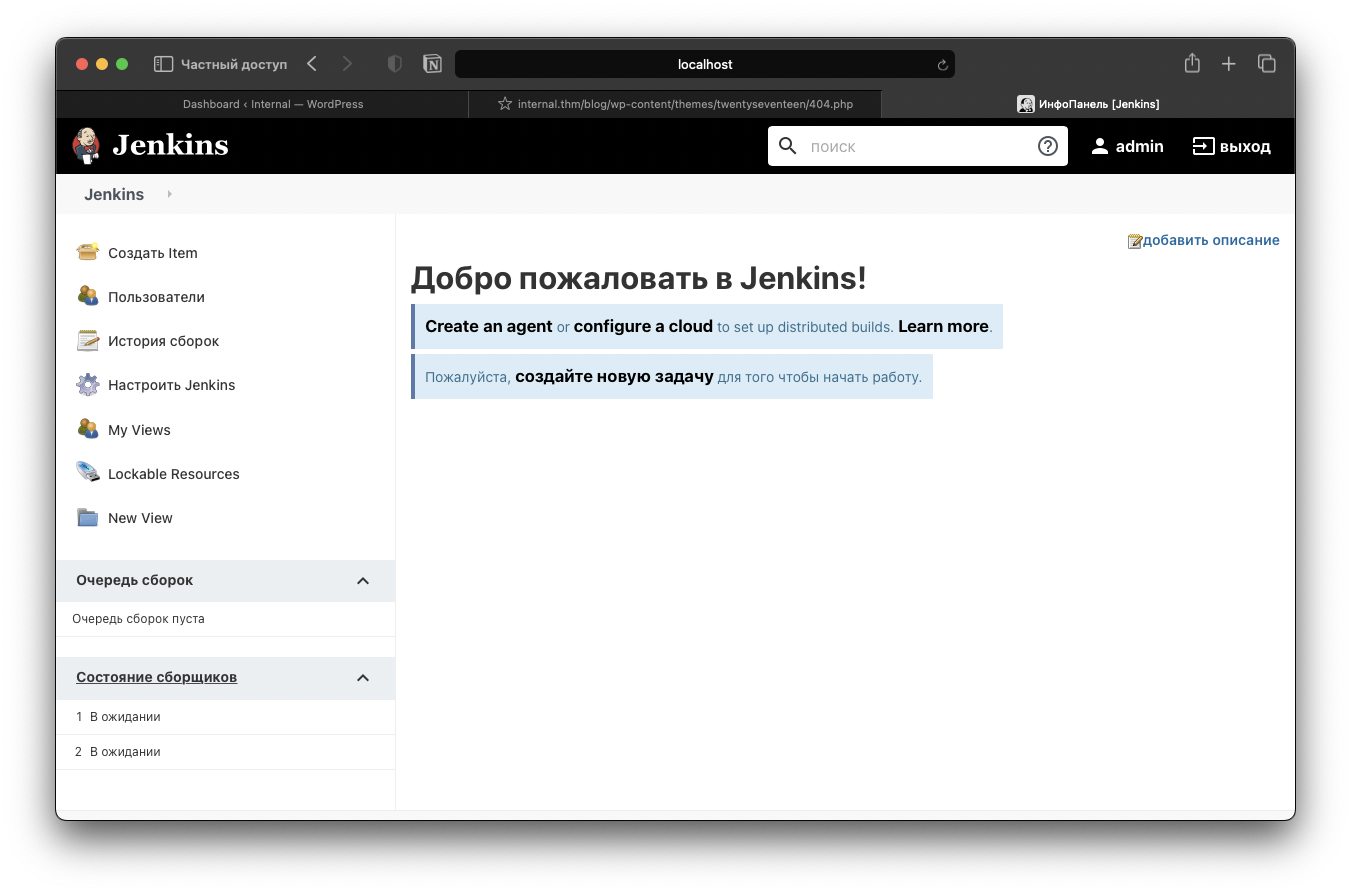 Частный доступ
localhost
Dashboard ‹ Internal — WordPress
internal.thm/blog/wp-content/themes/twentyseventeen/404.php
ИнфоПанель [Jenkins]
Jenkins
поиск
admin
выход
Jenkins
Создать Item
Пользователи
История сборок
Настроить Jenkins
My Views
Lockable Resources
New View
Очередь сборок
Очередь сборок пуста
Состояние сборщиков
1 В ожидании
2 В ожидании
добавить описание
Добро пожаловать в Jenkins!
Create an agent or configure a cloud to set up distributed builds. Learn more.
Пожалуйста, создайте новую задачу для того чтобы начать работу.